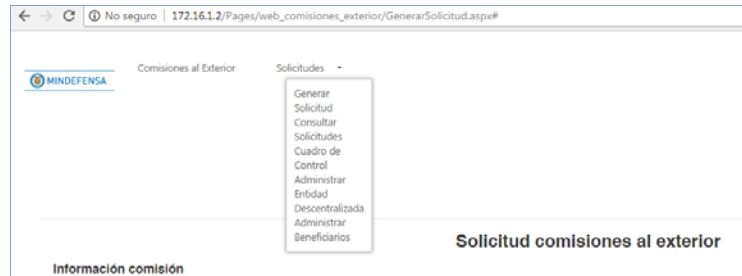 No seguro | 172.16.1.2/Pages/web_comisiones_exterior/GenerarSolicitud.aspx#
MINDEFENSA
Comisiones al Exterior
Solicitudes
Generar
Solicitud
Consultar
Solicitudes
Cuadro de
Control
Administrar
Entidad
Descentralizada
Administrar
Beneficiarios
Solicitud comisiones al exterior
Información comisión